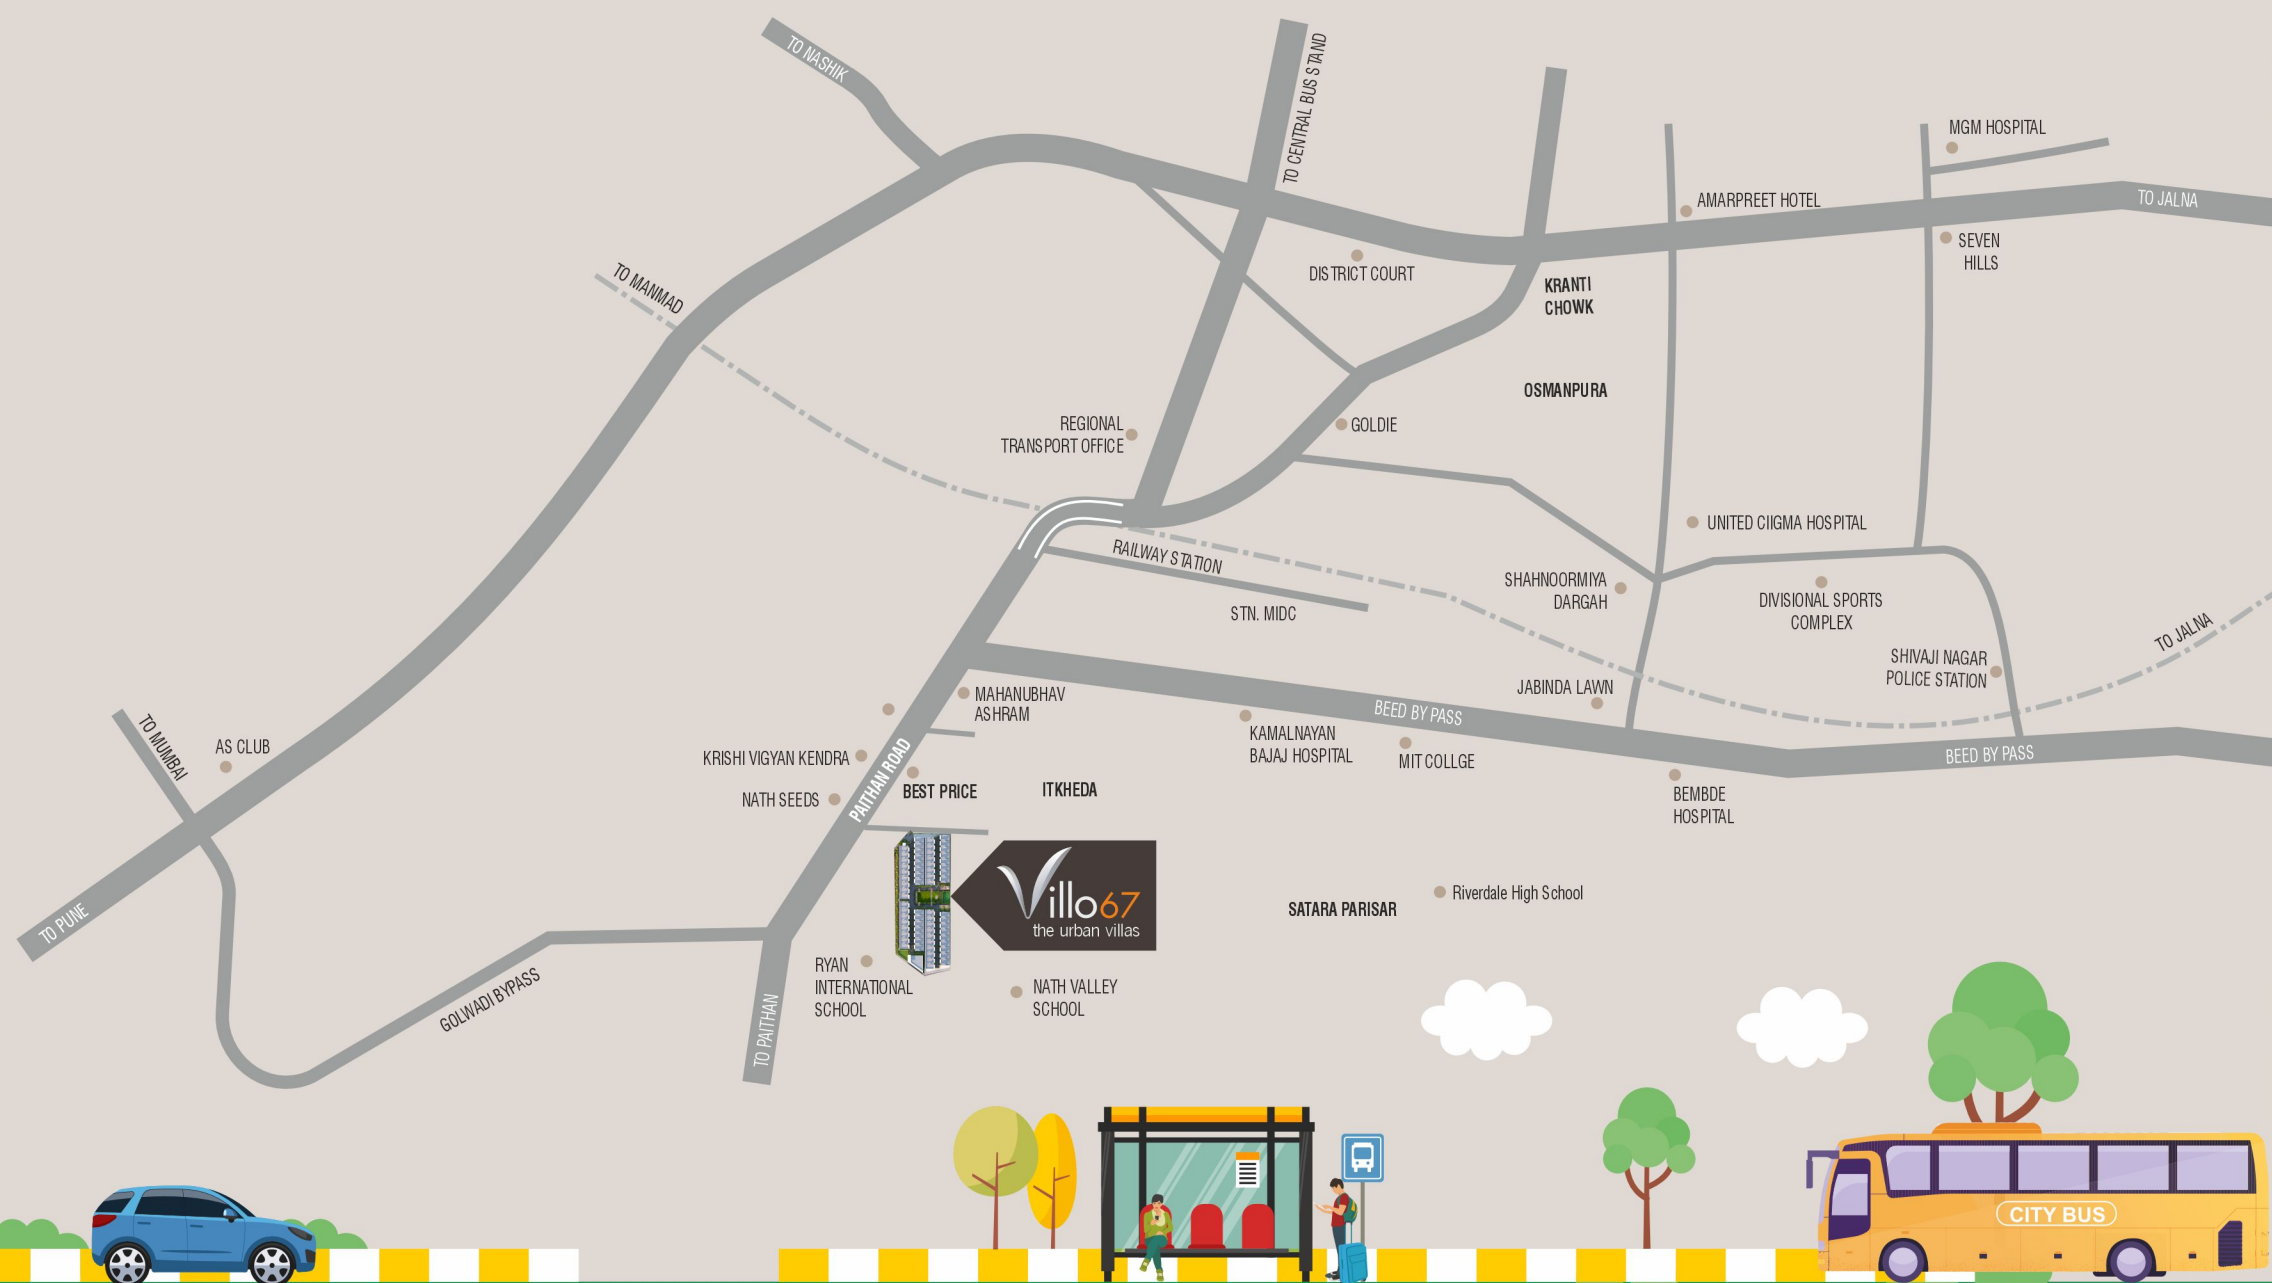 TO NASHIK
TO CENTRAL BUS STAND
MGM HOSPITAL
AMARPREET HOTEL
TO JALNA
SEVEN
HILLS
DISTRICT COURT
KRANTI
CHOWK
TO MANMAD
OSMANPURA
REGIONAL
TRANSPORT OFFICE
GOLDIE
UNITED CIIGMA HOSPITAL
RAILWAY STATION
STN. MIDC
SHAHNOORMIYA
DARGAH
DIVISIONAL SPORTS
COMPLEX
TO JALNA
SHIVAJI NAGAR
POLICE STATION
JABINDA LAWN
MAHANUBHAV
ASHRAM
BEED BY PASS
KAMALNAYAN
BAJAJ HOSPITAL
MIT COLLGE
BEED BY PASS
TO MUMBAI
AS CLUB
KRISHI VIGYAN KENDRA
PAITHAN ROAD
NATH SEEDS
BEST PRICE
ITKHEDA
BEMBDE
HOSPITAL
Villo67
the urban villas
Riverdale High School
SATARA PARISAR
TO PUNE
RYAN
INTERNATIONAL
SCHOOL
NATH VALLEY
SCHOOL
GOLWADI BYPASS
TO PAITHAN
CITY BUS